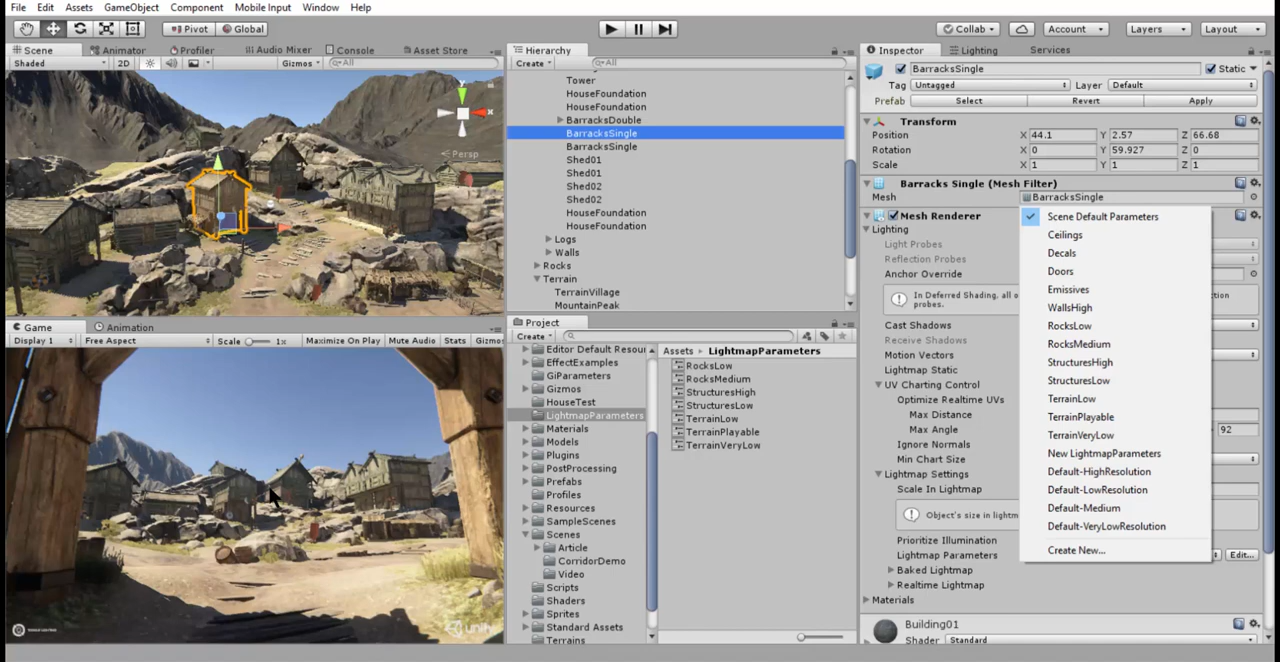 File Edit Assets GameObject Component Mobile Input Window Help
Pivot Global Collab Account Layers Layout
Scene Animator Profiler Audio Mixer Console Asset Store
Shaded 2D Gizmos All
y x
Persp
Game Animation
Display 1 Free Aspect Scale 1x Maximize On Play Mute Audio Stats Gizmos
unity
Hierarchy
Create All
Tower
HouseFoundation
HouseFoundation
BarracksDouble
BarracksSingle
BarracksSingle
Shed01
Shed01
Shed02
Shed02
HouseFoundation
HouseFoundation
Logs
Walls
Rocks
Terrain
TerrainVillage
MountainPeak
Project
Create
Editor Default Resour
EffectExamples
GiParameters
Gizmos
HouseTest
LightmapParameters
Materials
Models
Plugins
PostProcessing
Prefabs
Profiles
Resources
SampleScenes
Scenes
Article
CorridorDemo
Video
Scripts
Shaders
Sprites
Standard Assets
Terrains
Assets LightmapParameters
RocksLow
RocksMedium
StructuresHigh
StructuresLow
TerrainLow
TerrainPlayable
TerrainVeryLow
Inspector Lighting Services
BarracksSingle Static
Tag Untagged Layer Default
Prefab Select Revert Apply
Transform
Position X 44.1 Y 2.57 Z 66.68
Rotation X 0 Y 59.927 Z 0
Scale X 1 Y 1 Z 1
Barracks Single (Mesh Filter)
Mesh BarracksSingle
Mesh Renderer
Lighting
Light Probes
Reflection Probes
Anchor Override
In Deferred Shading, all o ection
probes.
Cast Shadows
Receive Shadows
Motion Vectors
Lightmap Static
UV Charting Control
Optimize Realtime UVs
Max Distance
Max Angle 92
Ignore Normals
Min Chart Size
Lightmap Settings
Scale In Lightmap
Object's size in lightm
Prioritize Illumination
Lightmap Parameters Edit...
Baked Lightmap
Realtime Lightmap
Materials
Building01
Shader Standard
Scene Default Parameters
Ceilings
Decals
Doors
Emissives
WallsHigh
RocksLow
RocksMedium
StructuresHigh
StructuresLow
TerrainLow
TerrainPlayable
TerrainVeryLow
New LightmapParameters
Default-HighResolution
Default-LowResolution
Default-Medium
Default-VeryLowResolution
Create New...